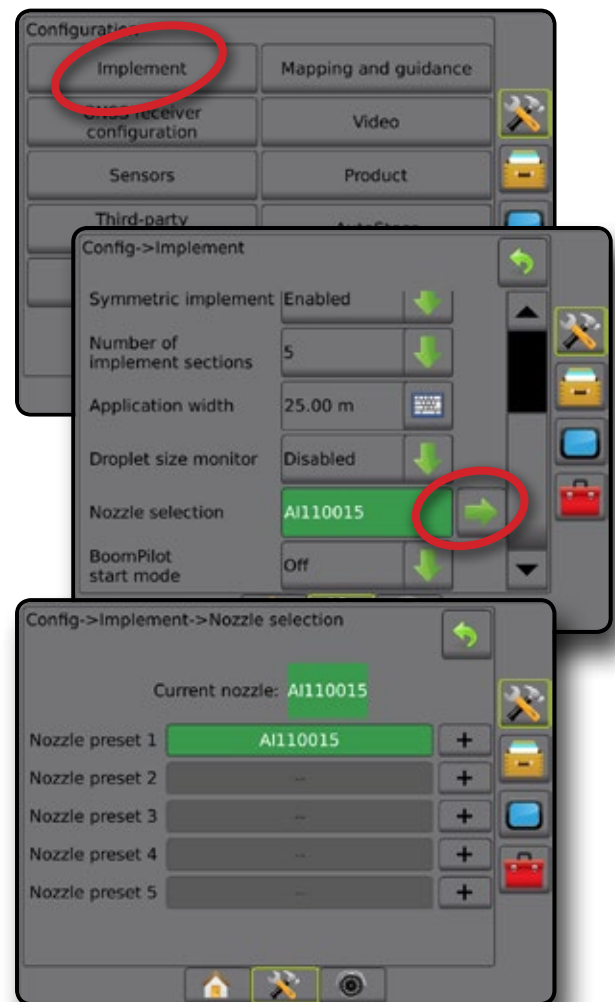 Configuration
Implement
Mapping and guidance
GNSS receiver
configuration
Video
Sensors
Product
Third-party
Config->Implement
Symmetric implement Enabled
Number of
implement sections
5
Application width 25.00 m
Droplet size monitor Disabled
Nozzle selection AI110015
BoomPilot
start mode
Off
Config->Implement->Nozzle selection
Current nozzle: AI110015
Nozzle preset 1 AI110015 +
Nozzle preset 2 -- +
Nozzle preset 3 -- +
Nozzle preset 4 -- +
Nozzle preset 5 -- +